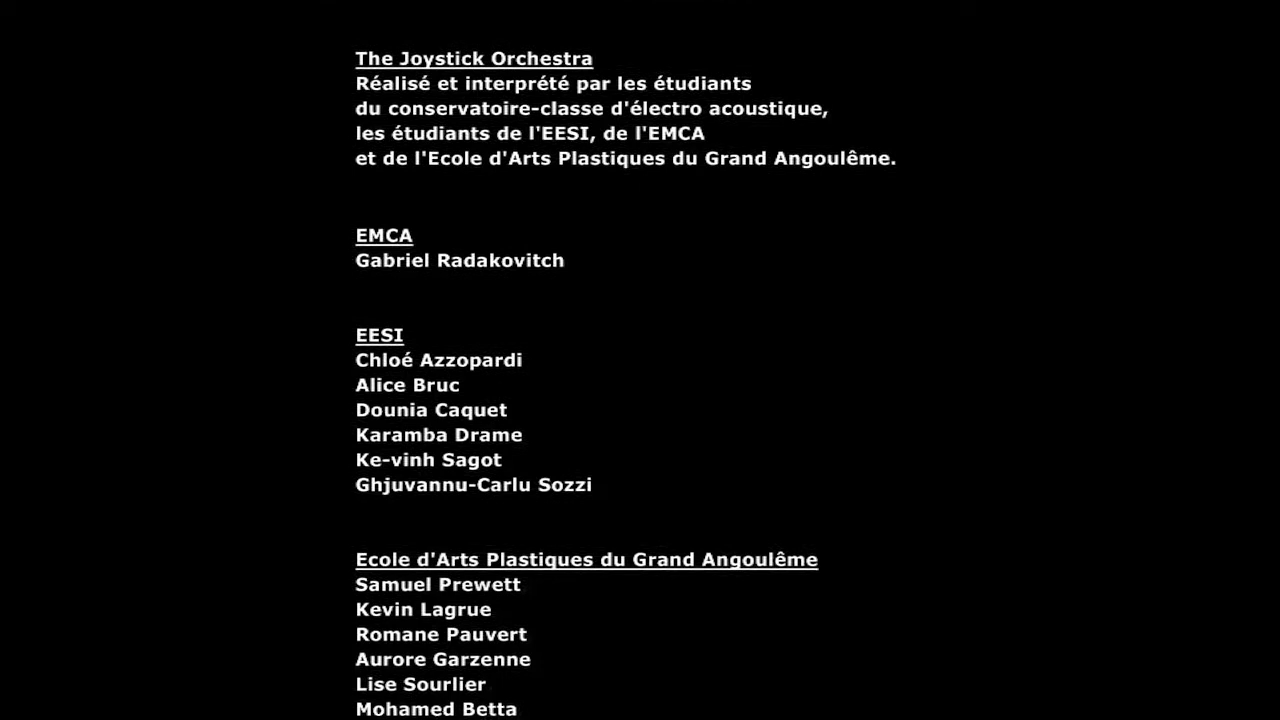 The Joystick Orchestra
Réalisé et interprété par les étudiants
du conservatoire-classe d'électro acoustique,
les étudiants de l'EESI, de l'EMCA
et de l'Ecole d'Arts Plastiques du Grand Angoulême.
EMCA
Gabriel Radakovitch
EESI
Chloé Azzopardi
Alice Bruc
Dounia Caquet
Karamba Drame
Ke-vinh Sagot
Ghjuvannu-Carlu Sozzi
Ecole d'Arts Plastiques du Grand Angoulême
Samuel Prewett
Kevin Lagrue
Romane Pauvert
Aurore Garzenne
Lise Sourlier
Mohamed Betta